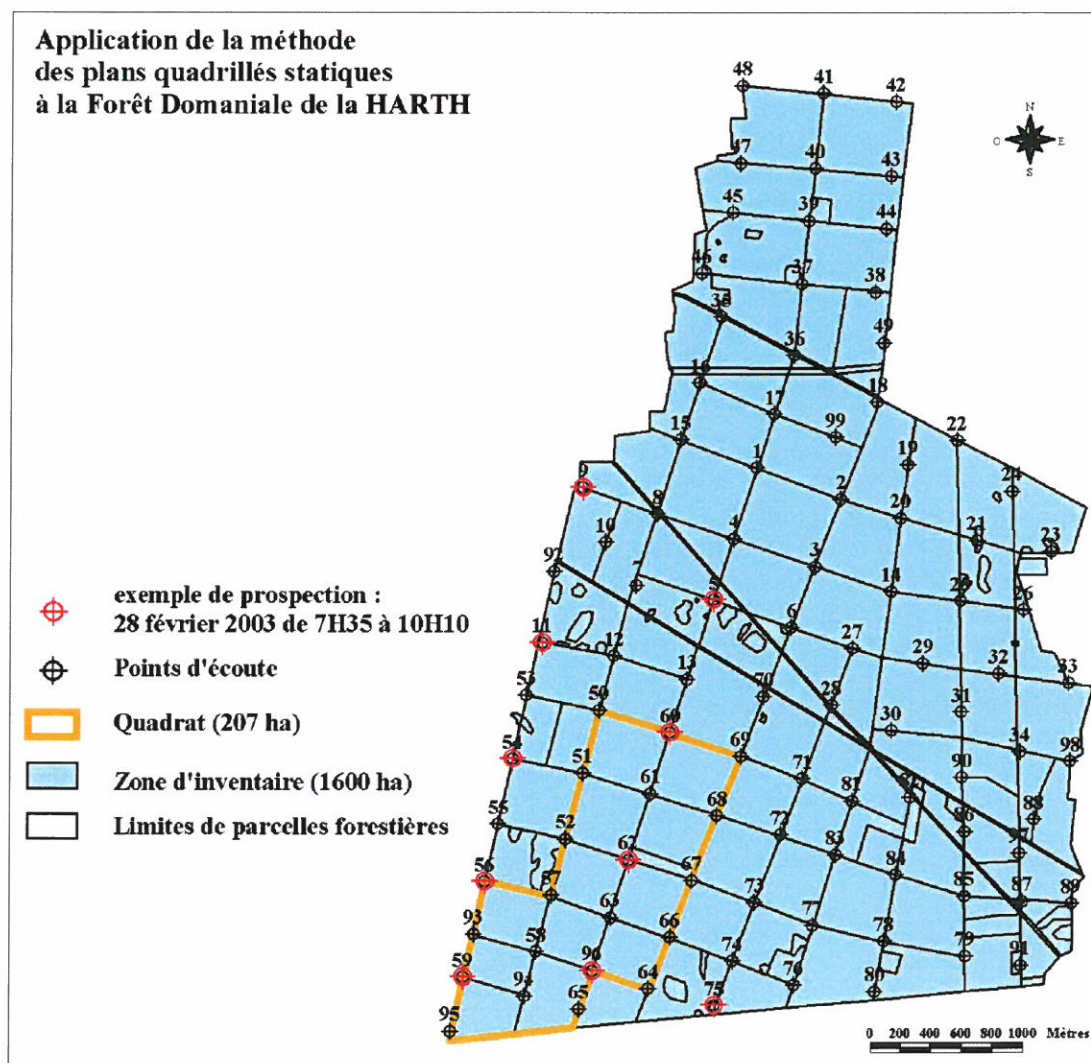 Application de la méthode
des plans quadrillés statiques
à la Forêt Domaniale de la HARTH
48 41 42
N
O E
S
47 40 43
45 39 44
46 37 38
35 49
36
16 18
17 99 22
15 1 19 24
9 2 20 21 23
8 4
10 3
92 7 14 25 26
5 6
11 12 27 29 32 33
13
53 50 70 28 31
60 30
54 51 69 34 98
61 71 81 90
55 52 68 72 88
62 83 86 97
56 57 67 84
73 85 87 89
93 63 77
58 66 78 79
59 96 74 91
94 64 76 80
95 65 75
exemple de prospection :
28 février 2003 de 7H35 à 10H10
Points d'écoute
Quadrat (207 ha)
Zone d'inventaire (1600 ha)
Limites de parcelles forestières
0 200 400 600 800 1000 Mètres